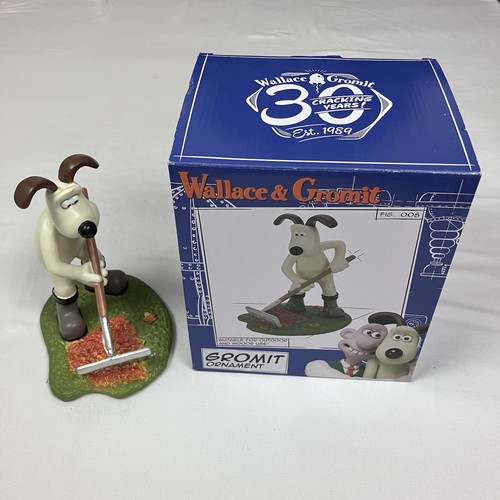 Wallace & Gromit
30
CRACKING
YEARS!
Est. 1989
Wallace & Gromit
FIG. 008
SUITABLE FOR OUTDOOR
AND INDOOR USE!
GROMIT
ORNAMENT